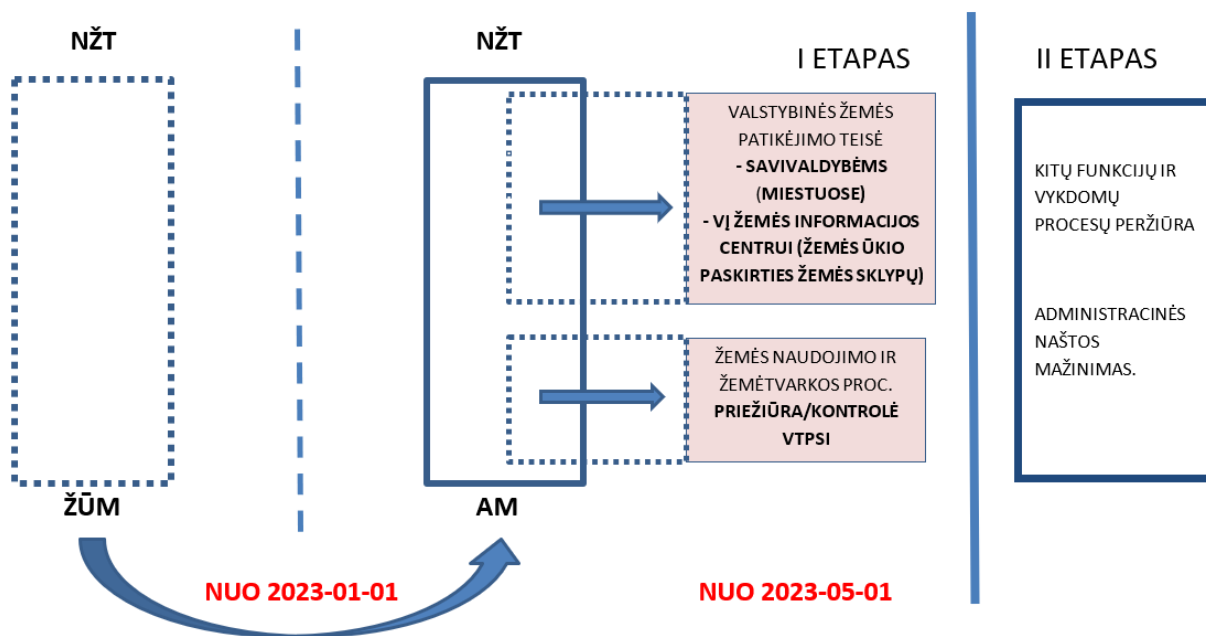 NŽT
NŽT
I ETAPAS
II ETAPAS
VALSTYBINĖS ŽEMĖS
PATIKĖJIMO TEISĖ
- SAVIVALDYBĖMS
(MIESTUOSE)
- VĮ ŽEMĖS INFORMACIJOS
CENTRUI (ŽEMĖS ŪKIO
PASKIRTIES ŽEMĖS SKLYPŲ)
ŽEMĖS NAUDOJIMO IR
ŽEMĖTVARKOS PROC.
PRIEŽIŪRA/KONTROLĖ
VTPSI
KITŲ FUNKCIJŲ IR
VYKDOMŲ
PROCESŲ PERŽIŪRA
ADMINISTRACINĖS
NAŠTOS
MAŽINIMAS.
ŽŪM
AM
NUO 2023-01-01
NUO 2023-05-01